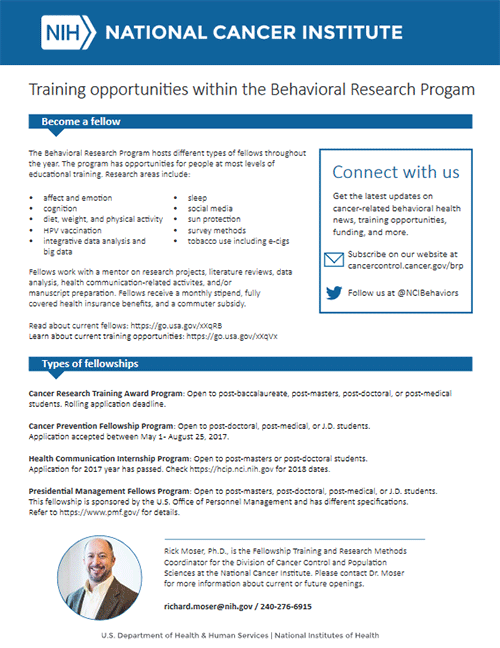 NIH NATIONAL CANCER INSTITUTE
Training opportunities within the Behavioral Research Progam
Become a fellow
The Behavioral Research Program hosts different types of fellows throughout
the year. The program has opportunities for people at most levels of
educational training. Research areas include:
• affect and emotion
• cognition
• diet, weight, and physical activity
• HPV vaccination
• integrative data analysis and
big data
• sleep
• social media
• sun protection
• survey methods
• tobacco use including e-cigs
Fellows work with a mentor on research projects, literature reviews, data
analysis, health communication-related activites, and/or
manuscript preparation. Fellows receive a monthly stipend, fully
covered health insurance benefits, and a commuter subsidy.
Read about current fellows: https://go.usa.gov/xXqRB
Learn about current training opportunities: https://go.usa.gov/xXqVx
Connect with us
Get the latest updates on
cancer-related behavioral health
news, training opportunities,
funding, and more.
Subscribe on our website at
cancercontrol.cancer.gov/brp
Follow us at @NCIBehaviors
Types of fellowships
Cancer Research Training Award Program: Open to post-baccalaureate, post-masters, post-doctoral, or post-medical
students. Rolling application deadline.
Cancer Prevention Fellowship Program: Open to post-doctoral, post-medical, or J.D. students.
Application accepted between May 1- August 25, 2017.
Health Communication Internship Program: Open to post-masters or post-doctoral students.
Application for 2017 year has passed. Check https://hcip.nci.nih.gov for 2018 dates.
Presidential Management Fellows Program: Open to post-masters, post-doctoral, post-medical, or J.D. students.
This fellowship is sponsored by the U.S. Office of Personnel Management and has different specifications.
Refer to https://www.pmf.gov/ for details.
Rick Moser, Ph.D., is the Fellowship Training and Research Methods
Coordinator for the Division of Cancer Control and Population
Sciences at the National Cancer Institute. Please contact Dr. Moser
for more information about current or future openings.
richard.moser@nih.gov / 240-276-6915
U.S. Department of Health & Human Services | National Institutes of Health